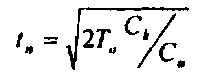 t_n = √(2T_o C_k / C_n)